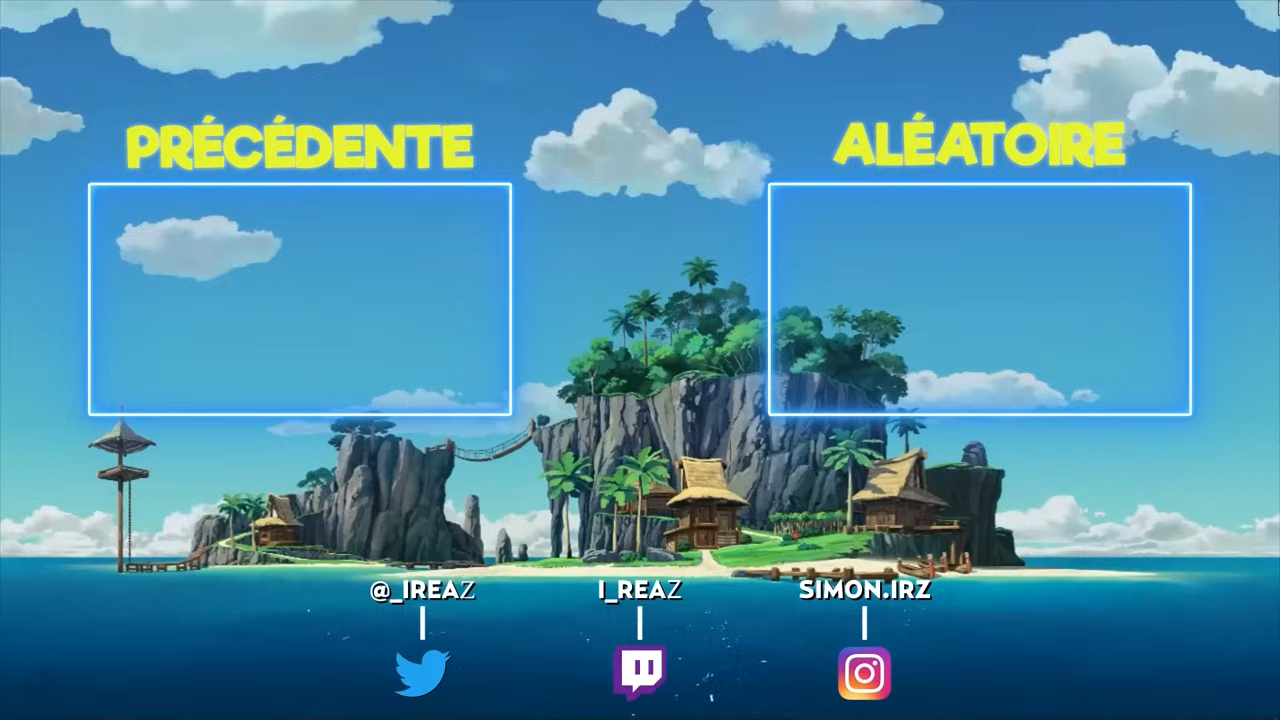 PRÉCÉDENTE
ALÉATOIRE
@_IREAZ
I_REAZ
SIMON.IRZ